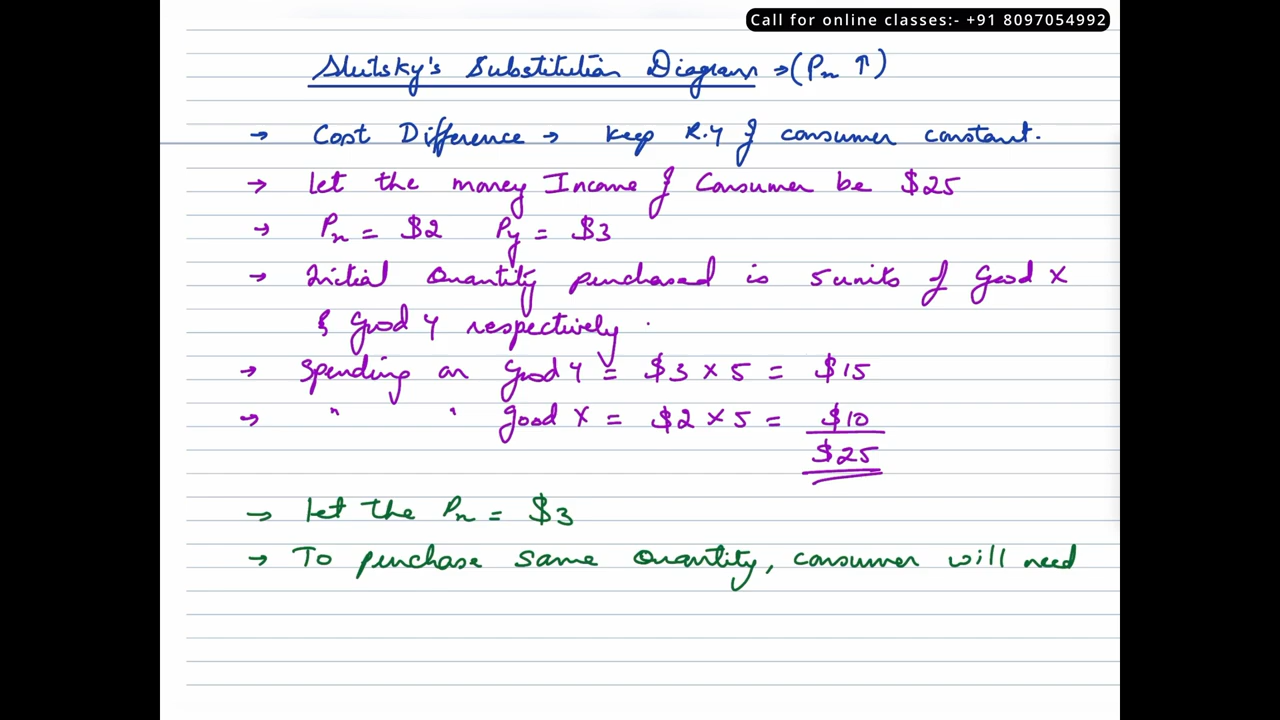 Call for online classes:- +91 8097054992
Slutsky's Substitution Diagram → (Px ↑)
→ Cost Difference → Keep R.Y of consumer constant.
→ Let the money Income of Consumer be $25
→ Px = $2 Py = $3
→ Initial Quantity purchased is 5 units of Good X
& Good Y respectively.
→ Spending on Good Y = $3 × 5 = $15
→ " " Good X = $2 × 5 = $10
$25
→ Let the Px = $3
→ To purchase same Quantity, consumer will need